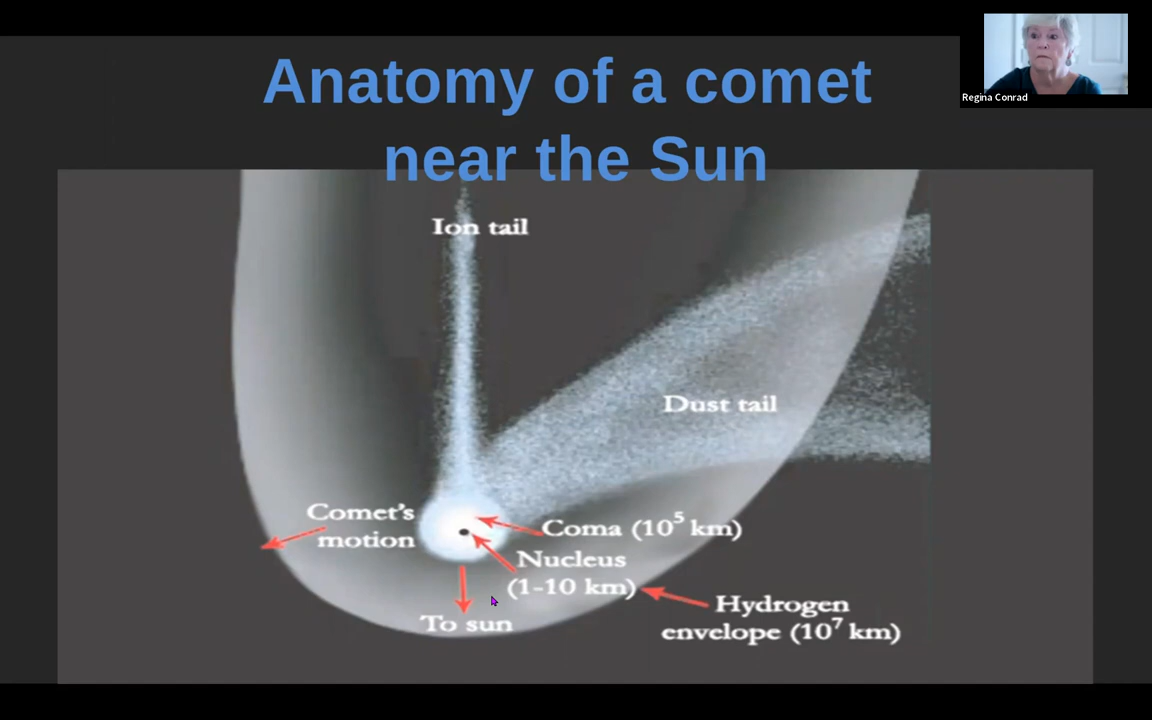 Anatomy of a comet
near the Sun
Regina Conrad
Ion tail
Dust tail
Comet's
motion
Coma (10⁵ km)
Nucleus
(1-10 km)
To sun
Hydrogen
envelope (10⁷ km)